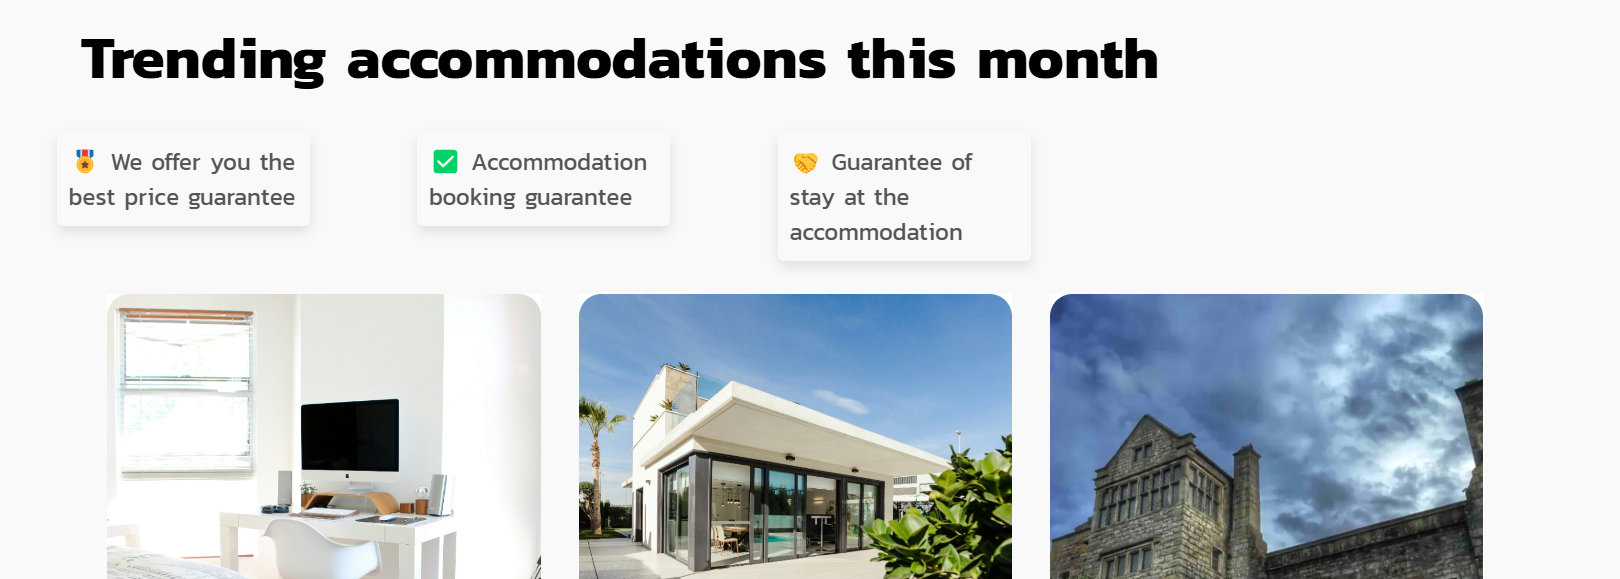 Trending accommodations this month
🏅 We offer you the
best price guarantee
✅ Accommodation
booking guarantee
🤝 Guarantee of
stay at the
accommodation